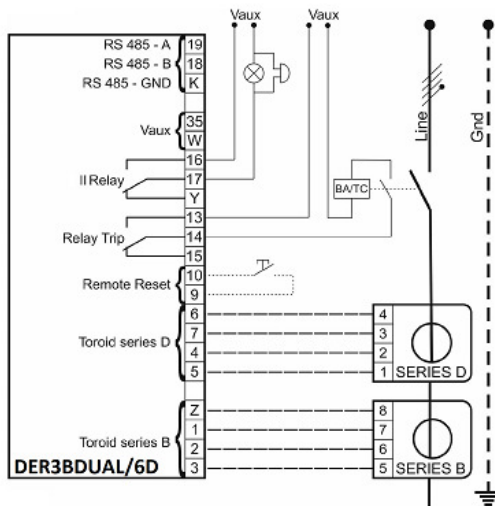 Vaux Vaux
RS 485 - A 19
RS 485 - B 18
RS 485 - GND K
Vaux 35
W
16
II Relay 17
Y
13
Relay Trip 14
15
Remote Reset 10
9
BA/TC
Line
Gnd
Toroid series D
6 4
7 3
4 2
5 1 SERIES D
Toroid series B
Z 8
1 7
2 6
3 5 SERIES B
DER3BDUAL/6D